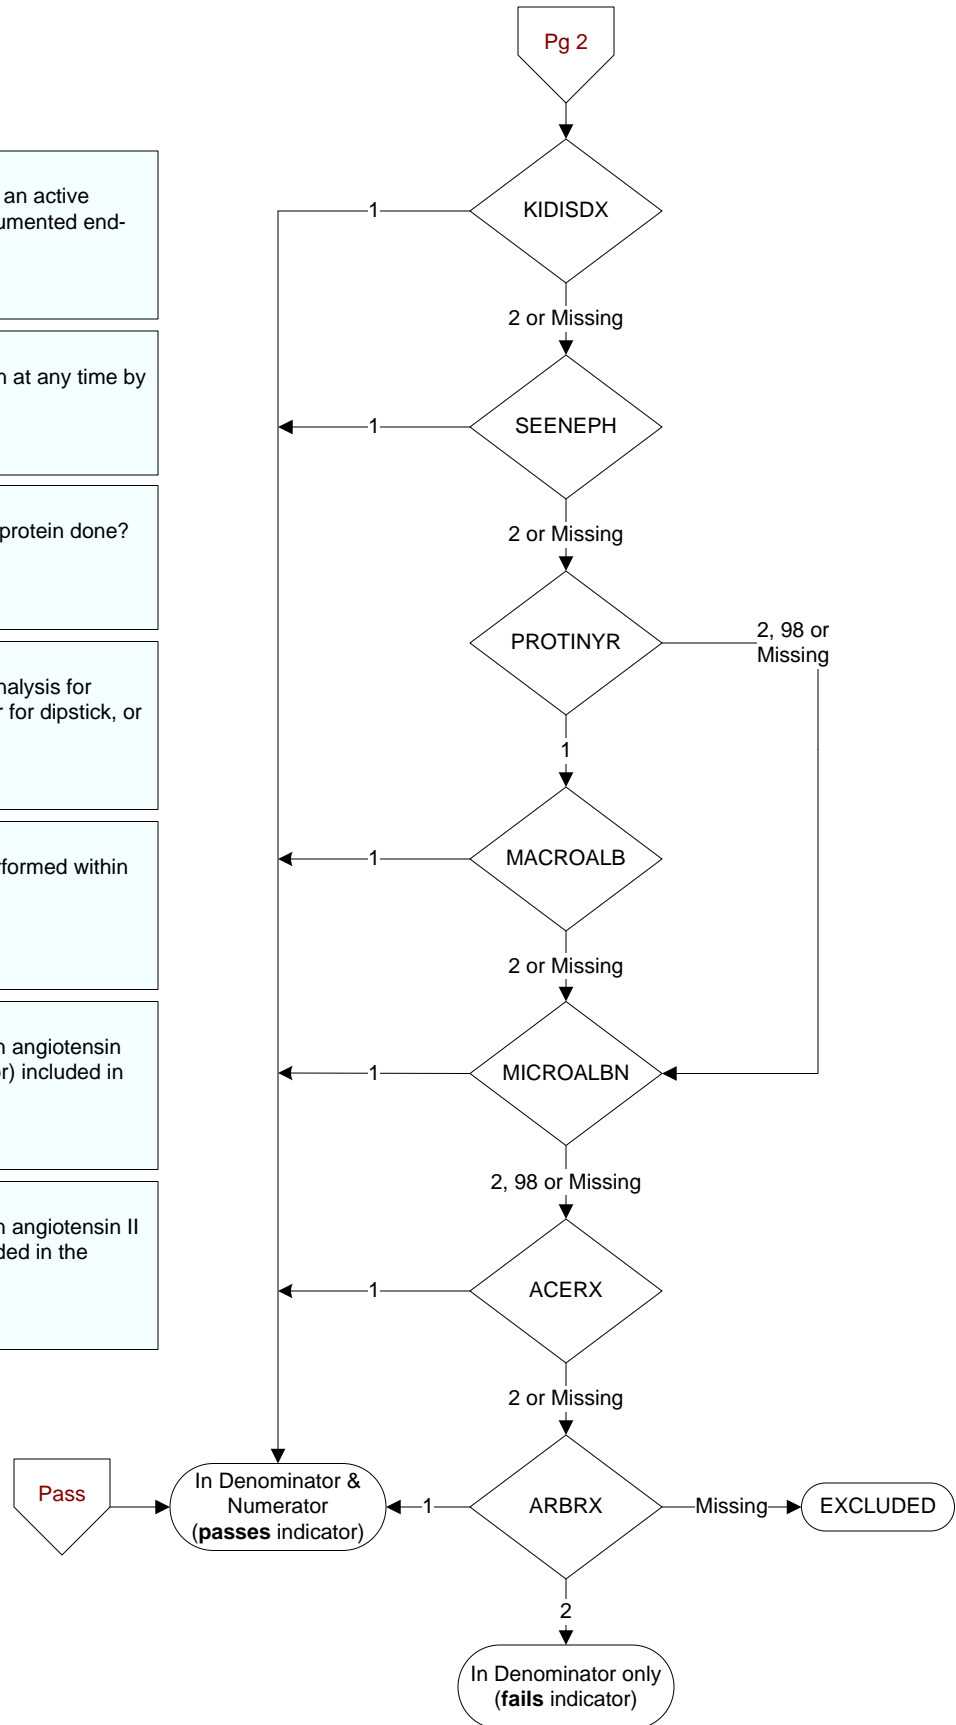 Pg 2
KIDISDX
1
2 or Missing
SEENEPH
1
2 or Missing
PROTINYR
2, 98 or
Missing
1
MACROALB
1
2 or Missing
MICROALBN
1
2, 98 or Missing
ACERX
1
2 or Missing
ARBRX
1
Missing
EXCLUDED
2
In Denominator only
(fails indicator)
Pass
In Denominator &
Numerator
(passes indicator)
an active
umented end-
n at any time by
protein done?
nalysis for
r for dipstick, or
formed within
n angiotensin
or) included in
n angiotensin II
ded in the